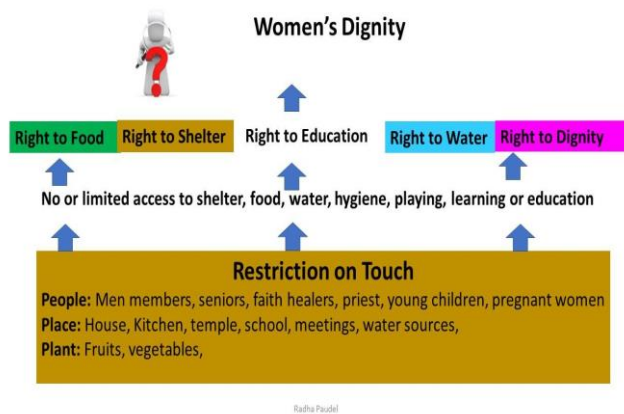 Women's Dignity
?
Right to Food Right to Shelter Right to Education Right to Water Right to Dignity
No or limited access to shelter, food, water, hygiene, playing, learning or education
Restriction on Touch
People: Men members, seniors, faith healers, priest, young children, pregnant women
Place: House, Kitchen, temple, school, meetings, water sources,
Plant: Fruits, vegetables,
Radha Paudel